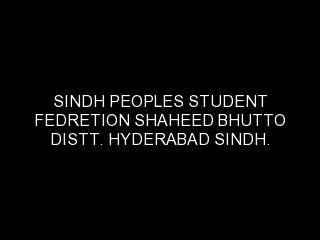 SINDH PEOPLES STUDENT
FEDRETION SHAHEED BHUTTO
DISTT. HYDERABAD SINDH.